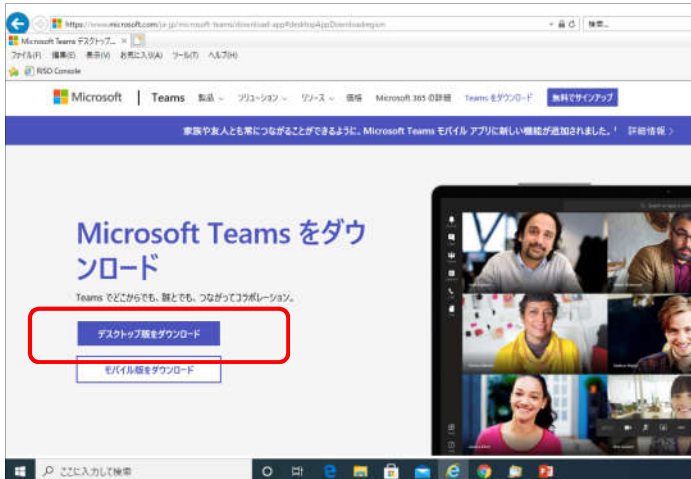 https://www.microsoft.com/ja-jp/microsoft-teams/download-app#desktopAppDownloadregion
検索...
Microsoft Teams デスクトップ...
ファイル(F) 編集(E) 表示(V) お気に入り(A) ツール(T) ヘルプ(H)
RISO Console
Microsoft Teams 製品 ソリューション リソース 価格 Microsoft 365 の詳細 Teams をダウンロード 無料でサインアップ
家族や友人とも常につながることができるように、Microsoft Teams モバイル アプリに新しい機能が追加されました。¹ 詳細情報 >
Microsoft Teams をダウ
ンロード
Teams でどこからでも、誰とでも、つながってコラボレーション。
デスクトップ版をダウンロード
モバイル版をダウンロード
ここに入力して検索